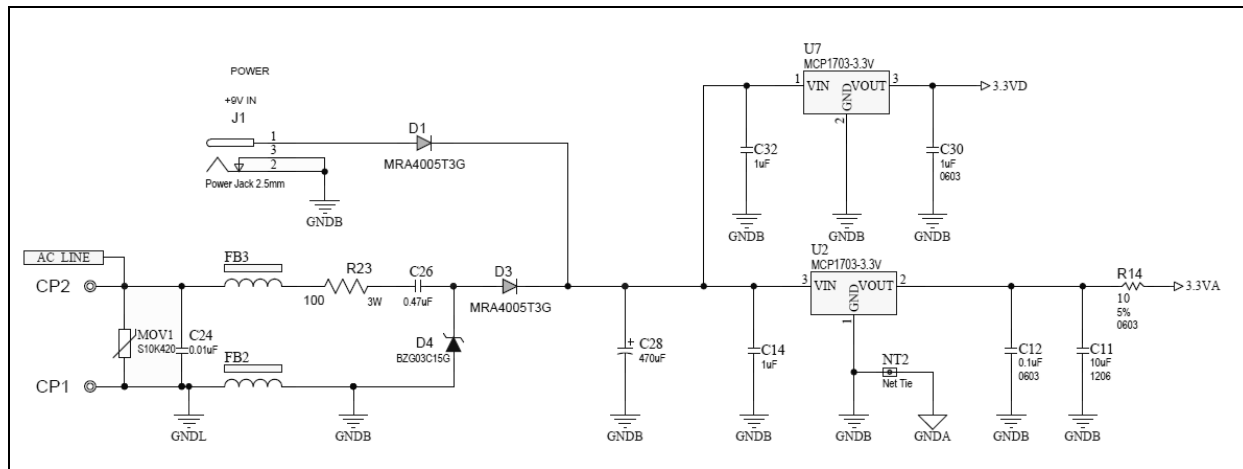 POWER
+9V IN
J1
1
3
2
Power Jack 2.5mm
GNDB
D1
MRA4005T3G
U7
MCP1703-3.3V
1
VIN
GND
VOUT
3
2
3.3VD
C32
1uF
C30
1uF
0603
GNDB
GNDB
GNDB
AC LINE
CP2
CP1
MOV1
S10K420
C24
0.01uF
FB3
FB2
R23
100
3W
C26
0.47uF
D3
MRA4005T3G
D4
BZG03C15G
GNDL
GNDB
C28
470uF
GNDB
C14
1uF
GNDB
U2
MCP1703-3.3V
3
VIN
GND
VOUT
2
1
NT2
Net Tie
GNDB
GNDA
C12
0.1uF
0603
GNDB
C11
10uF
1206
GNDB
R14
10
5%
0603
3.3VA